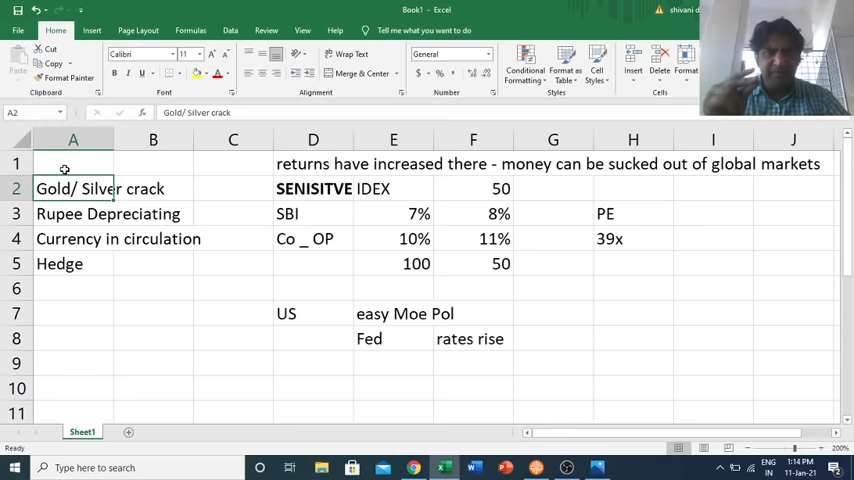 Book1 - Excel
shivani d
File Home Insert Page Layout Formulas Data Review View Help Tell me what you want to do
Cut
Copy
Format Painter
Paste
Clipboard
Calibri 11
Font
Wrap Text
Merge & Center
Alignment
General
Number
Conditional Formatting
Format as Table
Cell Styles
Styles
Insert Delete Format
Cells
A2 Gold/ Silver crack
A B C D E F G H I J
1 returns have increased there - money can be sucked out of global markets
2 Gold/ Silver crack SENISITVE IDEX 50
3 Rupee Depreciating SBI 7% 8% PE
4 Currency in circulation Co _ OP 10% 11% 39x
5 Hedge 100 50
6
7 US easy Moe Pol
8 Fed rates rise
9
10
11
Sheet1
Ready 200%
Type here to search
ENG
IN
1:14 PM
11-Jan-21
2